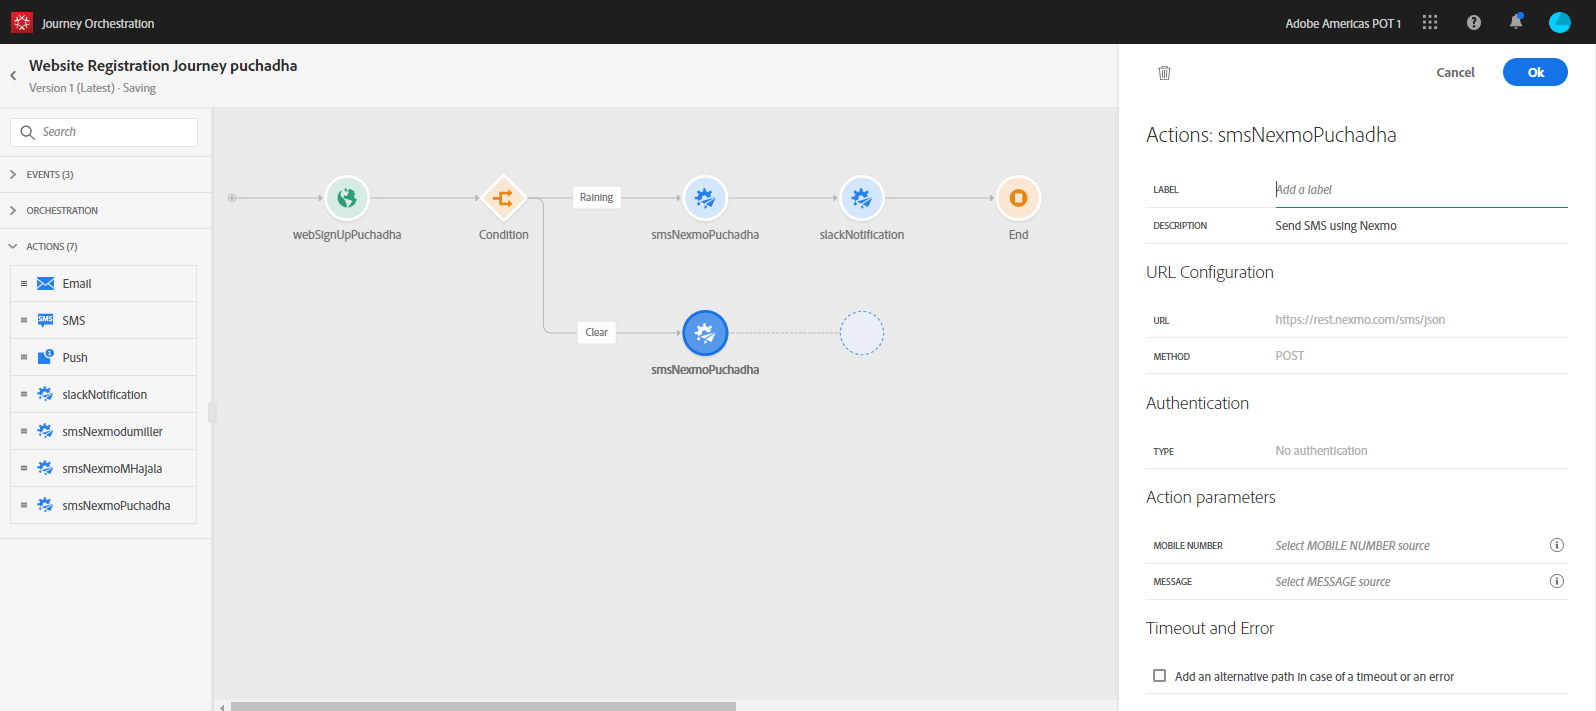 Journey Orchestration
Adobe Americas POT 1
Website Registration Journey puchadha
Version 1 (Latest) · Saving
Cancel
Ok
Search
EVENTS (3)
ORCHESTRATION
ACTIONS (7)
Email
SMS
SMS
Push
slackNotification
smsNexmodumiller
smsNexmoMHajala
smsNexmoPuchadha
webSignUpPuchadha
Condition
Raining
smsNexmoPuchadha
slackNotification
End
Clear
smsNexmoPuchadha
Actions: smsNexmoPuchadha
LABEL Add a label
DESCRIPTION Send SMS using Nexmo
URL Configuration
URL https://rest.nexmo.com/sms/json
METHOD POST
Authentication
TYPE No authentication
Action parameters
MOBILE NUMBER Select MOBILE NUMBER source
MESSAGE Select MESSAGE source
Timeout and Error
Add an alternative path in case of a timeout or an error